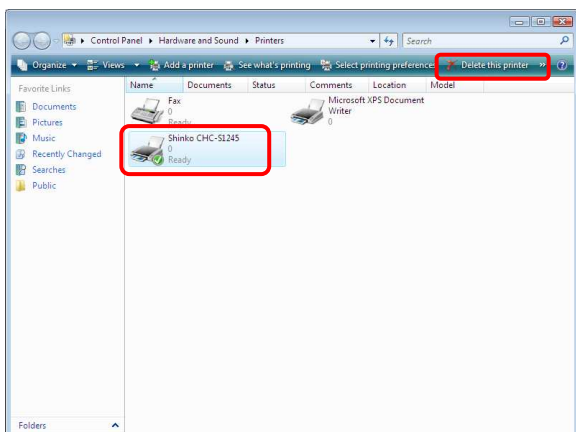 Control Panel ▸ Hardware and Sound ▸ Printers Search
Organize Views Add a printer See what's printing Select printing preferences Delete this printer »
Favorite Links
Documents
Pictures
Music
Recently Changed
Searches
Public
Name Documents Status Comments Location Model
Fax
0
Ready
Microsoft XPS Document
Writer
0
Shinko CHC-S1245
0
Ready
Folders